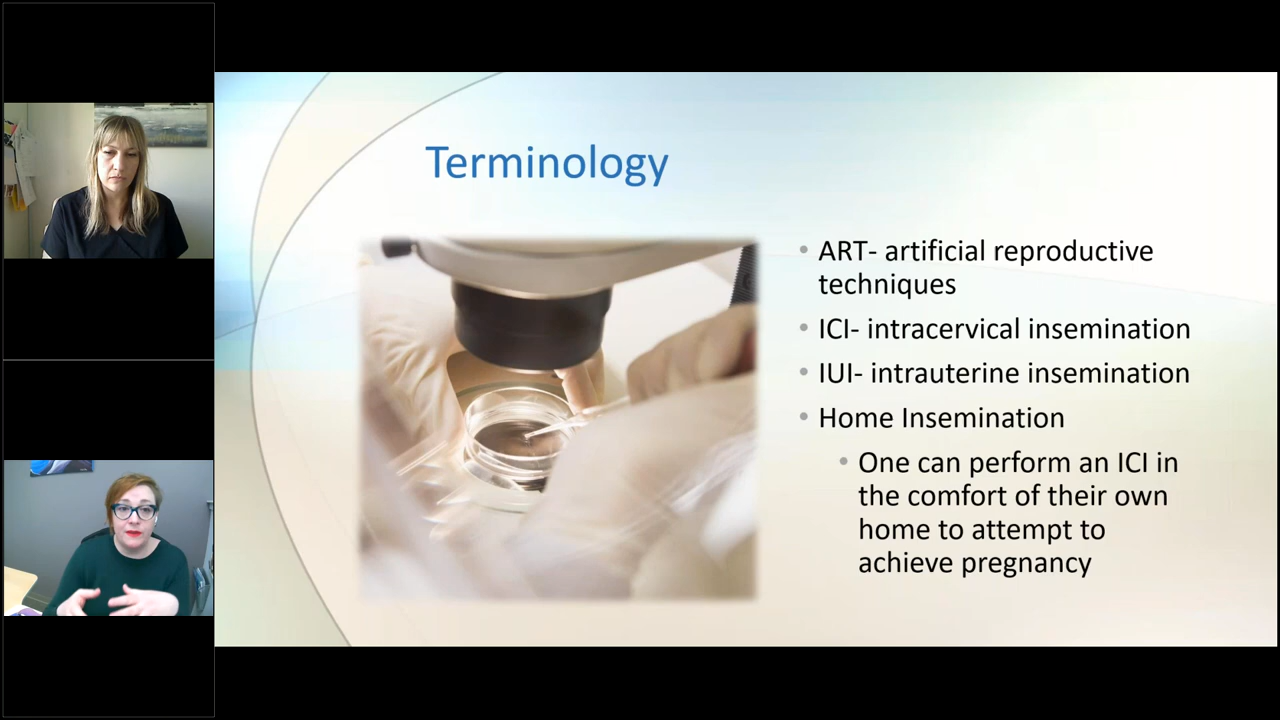 Terminology
• ART- artificial reproductive
techniques
• ICI- intracervical insemination
• IUI- intrauterine insemination
• Home Insemination
• One can perform an ICI in
the comfort of their own
home to attempt to
achieve pregnancy